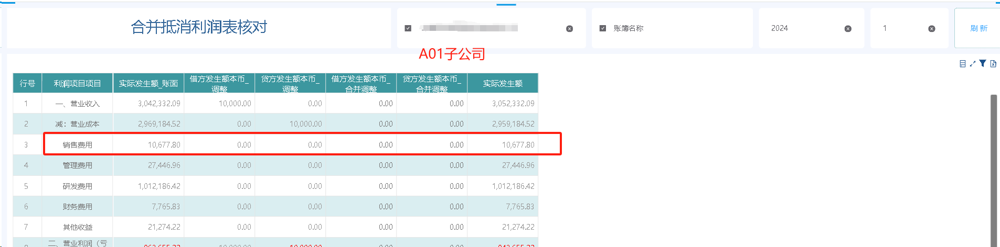 合并抵消利润表核对
账簿名称
2024
1
刷新
A01子公司
行号 利润项目项目 实际发生额_账面 借方发生额本币_调整 贷方发生额本币_调整 借方发生额本币_合并调整 贷方发生额本币_合并调整 实际发生额
1 一、营业收入 3,042,332.09 10,000.00 0.00 0.00 0.00 3,052,332.09
2 减：营业成本 2,969,184.52 0.00 10,000.00 0.00 0.00 2,959,184.52
3 销售费用 10,677.80 0.00 0.00 0.00 0.00 10,677.80
4 管理费用 27,446.96 0.00 0.00 0.00 0.00 27,446.96
5 研发费用 1,012,186.42 0.00 0.00 0.00 0.00 1,012,186.42
6 财务费用 7,765.83 0.00 0.00 0.00 0.00 7,765.83
7 其他收益 21,274.22 0.00 0.00 0.00 0.00 21,274.22
二、营业利润（亏